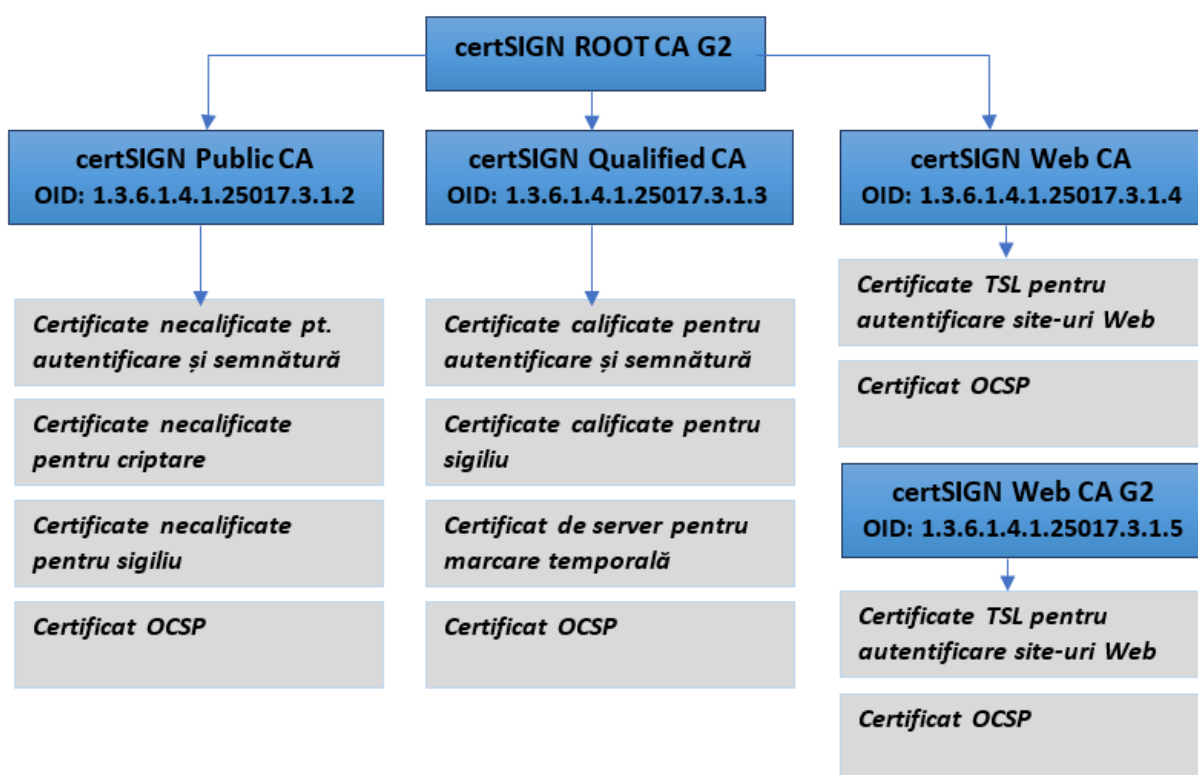 certSIGN ROOT CA G2
certSIGN Public CA
OID: 1.3.6.1.4.1.25017.3.1.2
Certificate necalificate pt.
autentificare și semnătură
Certificate necalificate
pentru criptare
Certificate necalificate
pentru sigiliu
Certificat OCSP
certSIGN Qualified CA
OID: 1.3.6.1.4.1.25017.3.1.3
Certificate calificate pentru
autentificare și semnătură
Certificate calificate pentru
sigiliu
Certificat de server pentru
marcare temporală
Certificat OCSP
certSIGN Web CA
OID: 1.3.6.1.4.1.25017.3.1.4
Certificate TSL pentru
autentificare site-uri Web
Certificat OCSP
certSIGN Web CA G2
OID: 1.3.6.1.4.1.25017.3.1.5
Certificate TSL pentru
autentificare site-uri Web
Certificat OCSP